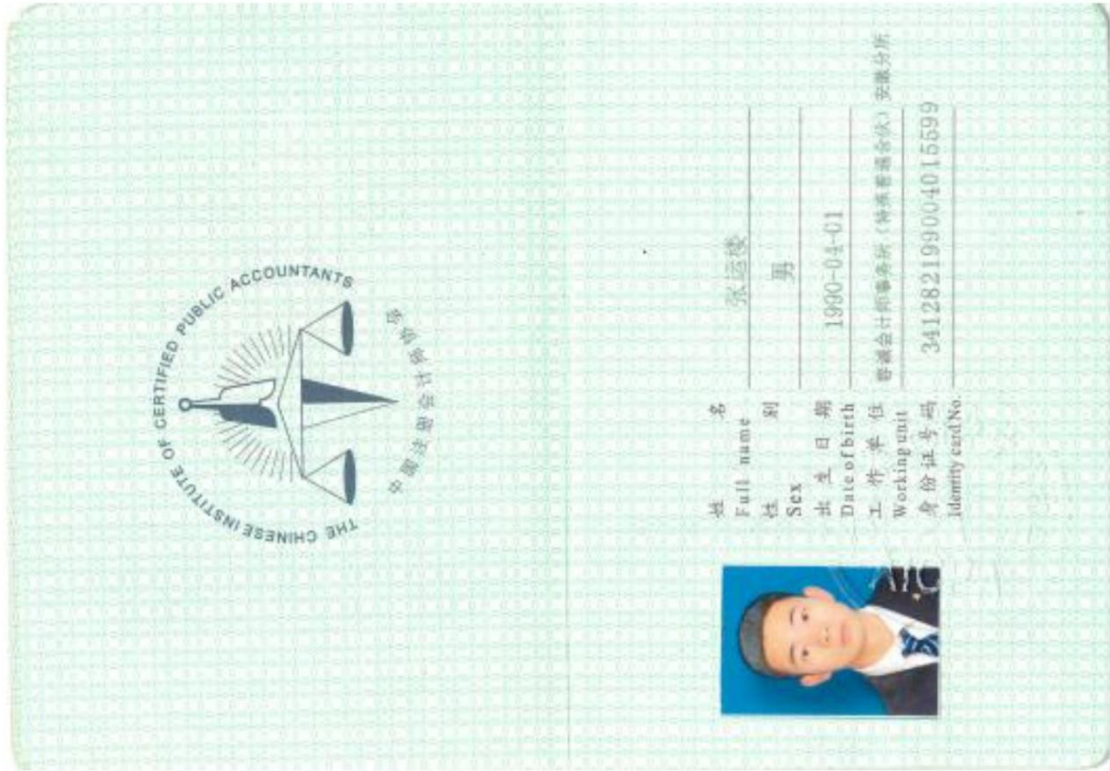 THE CHINESE INSTITUTE OF CERTIFIED PUBLIC ACCOUNTANTS
中国注册会计师协会
姓 名 张运楼
Full name
性 别 男
Sex
出 生 日 期 1990-04-01
Date of birth
工 作 单 位 容诚会计师事务所（特殊普通合伙）安徽分所
Working unit
身份证号码 341282199004015599
Identity card No.